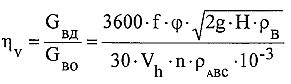 η_v = G_ВД / G_ВО = 3600 · f · φ · √(2g · H · ρ_В) / 30 · V_h · n · ρ_АВС · 10⁻³